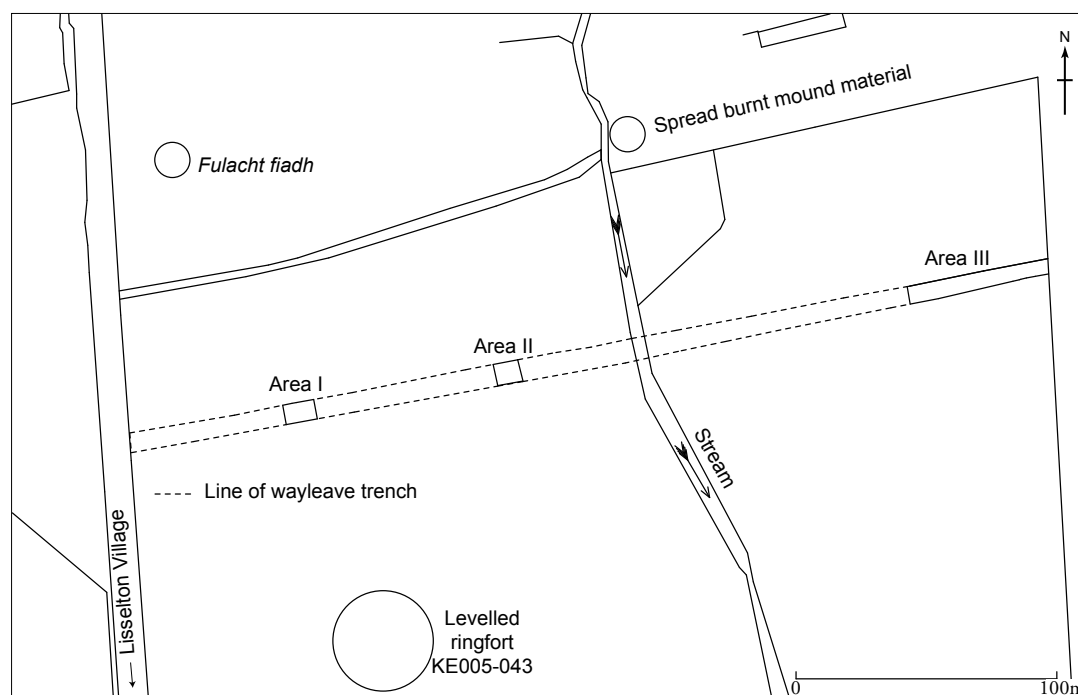 N
Spread burnt mound material
Fulacht fiadh
Area III
Area II
Area I
Stream
Line of wayleave trench
Lisselton Village
Levelled
ringfort
KE005-043
0 100m